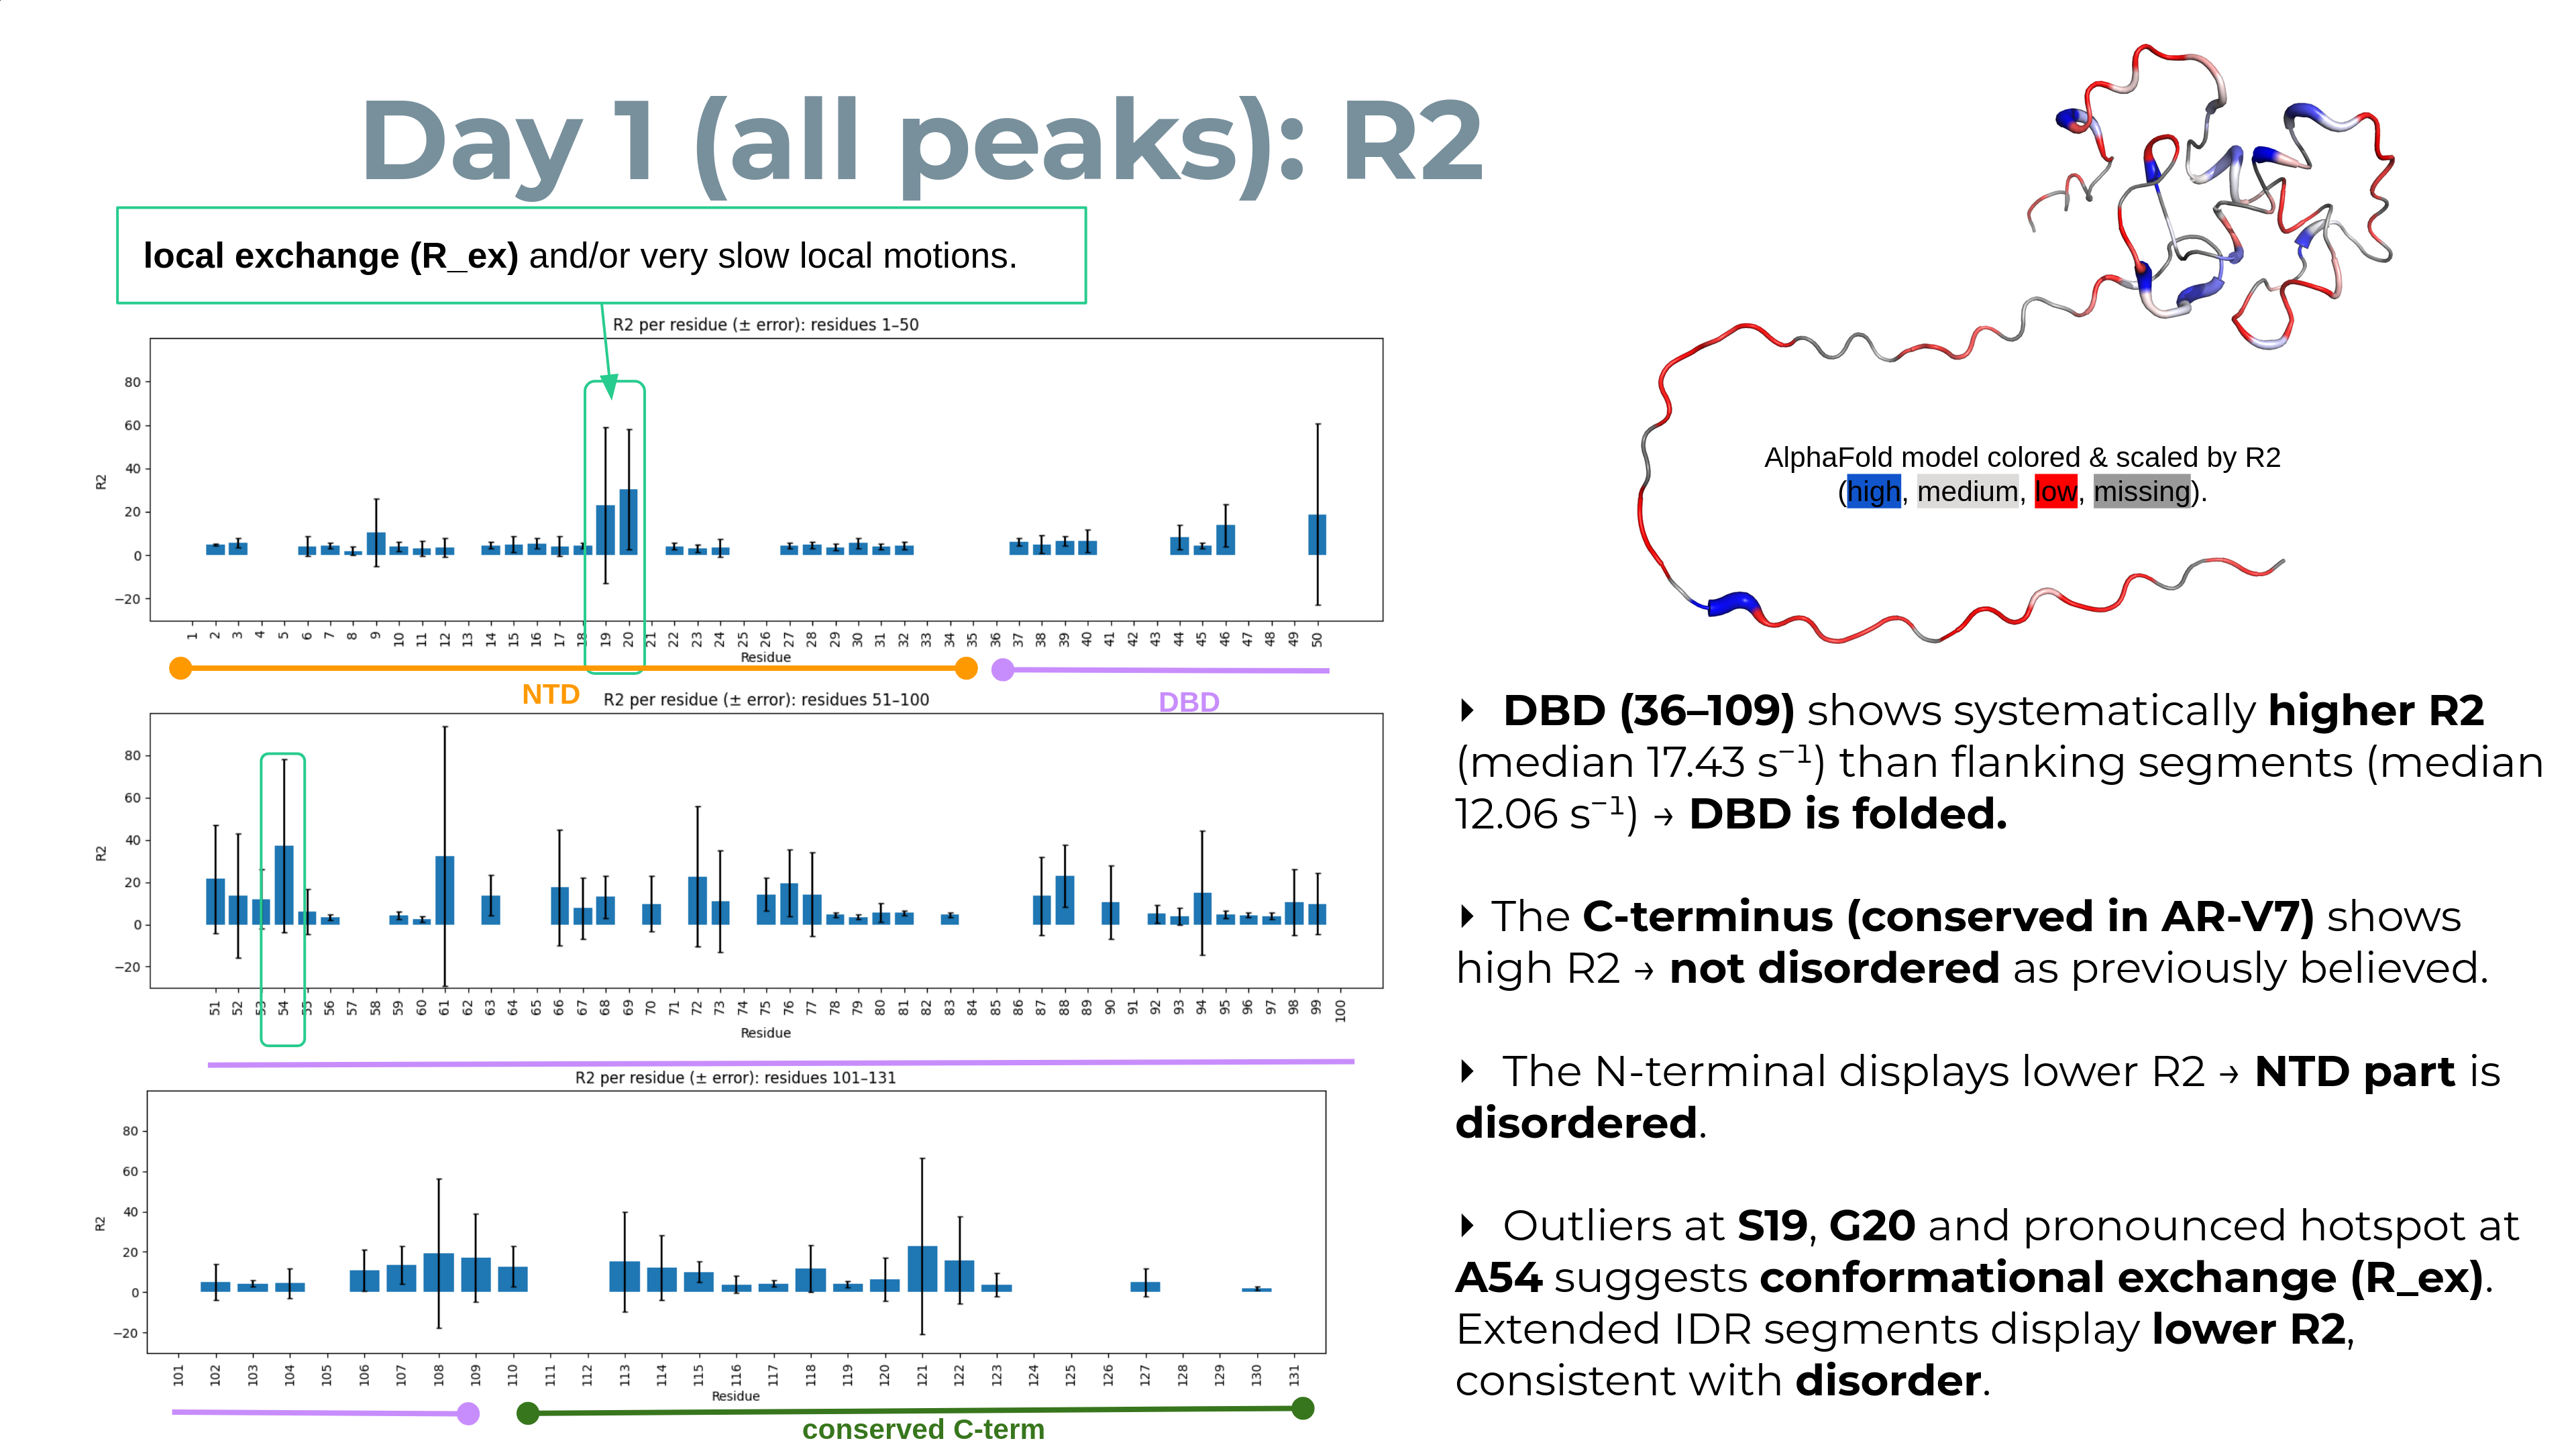 Day 1 (all peaks): R2
local exchange (R_ex) and/or very slow local motions.
R2 per residue (± error): residues 1–50
R2
80
60
40
20
0
−20
1 2 3 4 5 6 7 8 9 10 11 12 13 14 15 16 17 18 19 20 21 22 23 24 25 26 27 28 29 30 31 32 33 34 35 36 37 38 39 40 41 42 43 44 45 46 47 48 49 50
Residue
NTD
DBD
R2 per residue (± error): residues 51–100
R2
80
60
40
20
0
−20
51 52 53 54 55 56 57 58 59 60 61 62 63 64 65 66 67 68 69 70 71 72 73 74 75 76 77 78 79 80 81 82 83 84 85 86 87 88 89 90 91 92 93 94 95 96 97 98 99 100
Residue
R2 per residue (± error): residues 101–131
R2
80
60
40
20
0
−20
101 102 103 104 105 106 107 108 109 110 111 112 113 114 115 116 117 118 119 120 121 122 123 124 125 126 127 128 129 130 131
Residue
conserved C-term
AlphaFold model colored & scaled by R2
(high, medium, low, missing).
‣ DBD (36–109) shows systematically higher R2
(median 17.43 s⁻¹) than flanking segments (median
12.06 s⁻¹) → DBD is folded.
‣ The C-terminus (conserved in AR-V7) shows
high R2 → not disordered as previously believed.
‣ The N-terminal displays lower R2 → NTD part is
disordered.
‣ Outliers at S19, G20 and pronounced hotspot at
A54 suggests conformational exchange (R_ex).
Extended IDR segments display lower R2,
consistent with disorder.